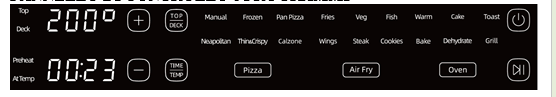 Top
Deck
200°
+
TOP
DECK
Manual Frozen Pan Pizza Fries Veg Fish Warm Cake Toast
Neapolitan Thin&Crispy Calzone Wings Steak Cookies Bake Dehydrate Grill
Preheat
At Temp
00:23
−
TIME
TEMP
Pizza Air Fry Oven